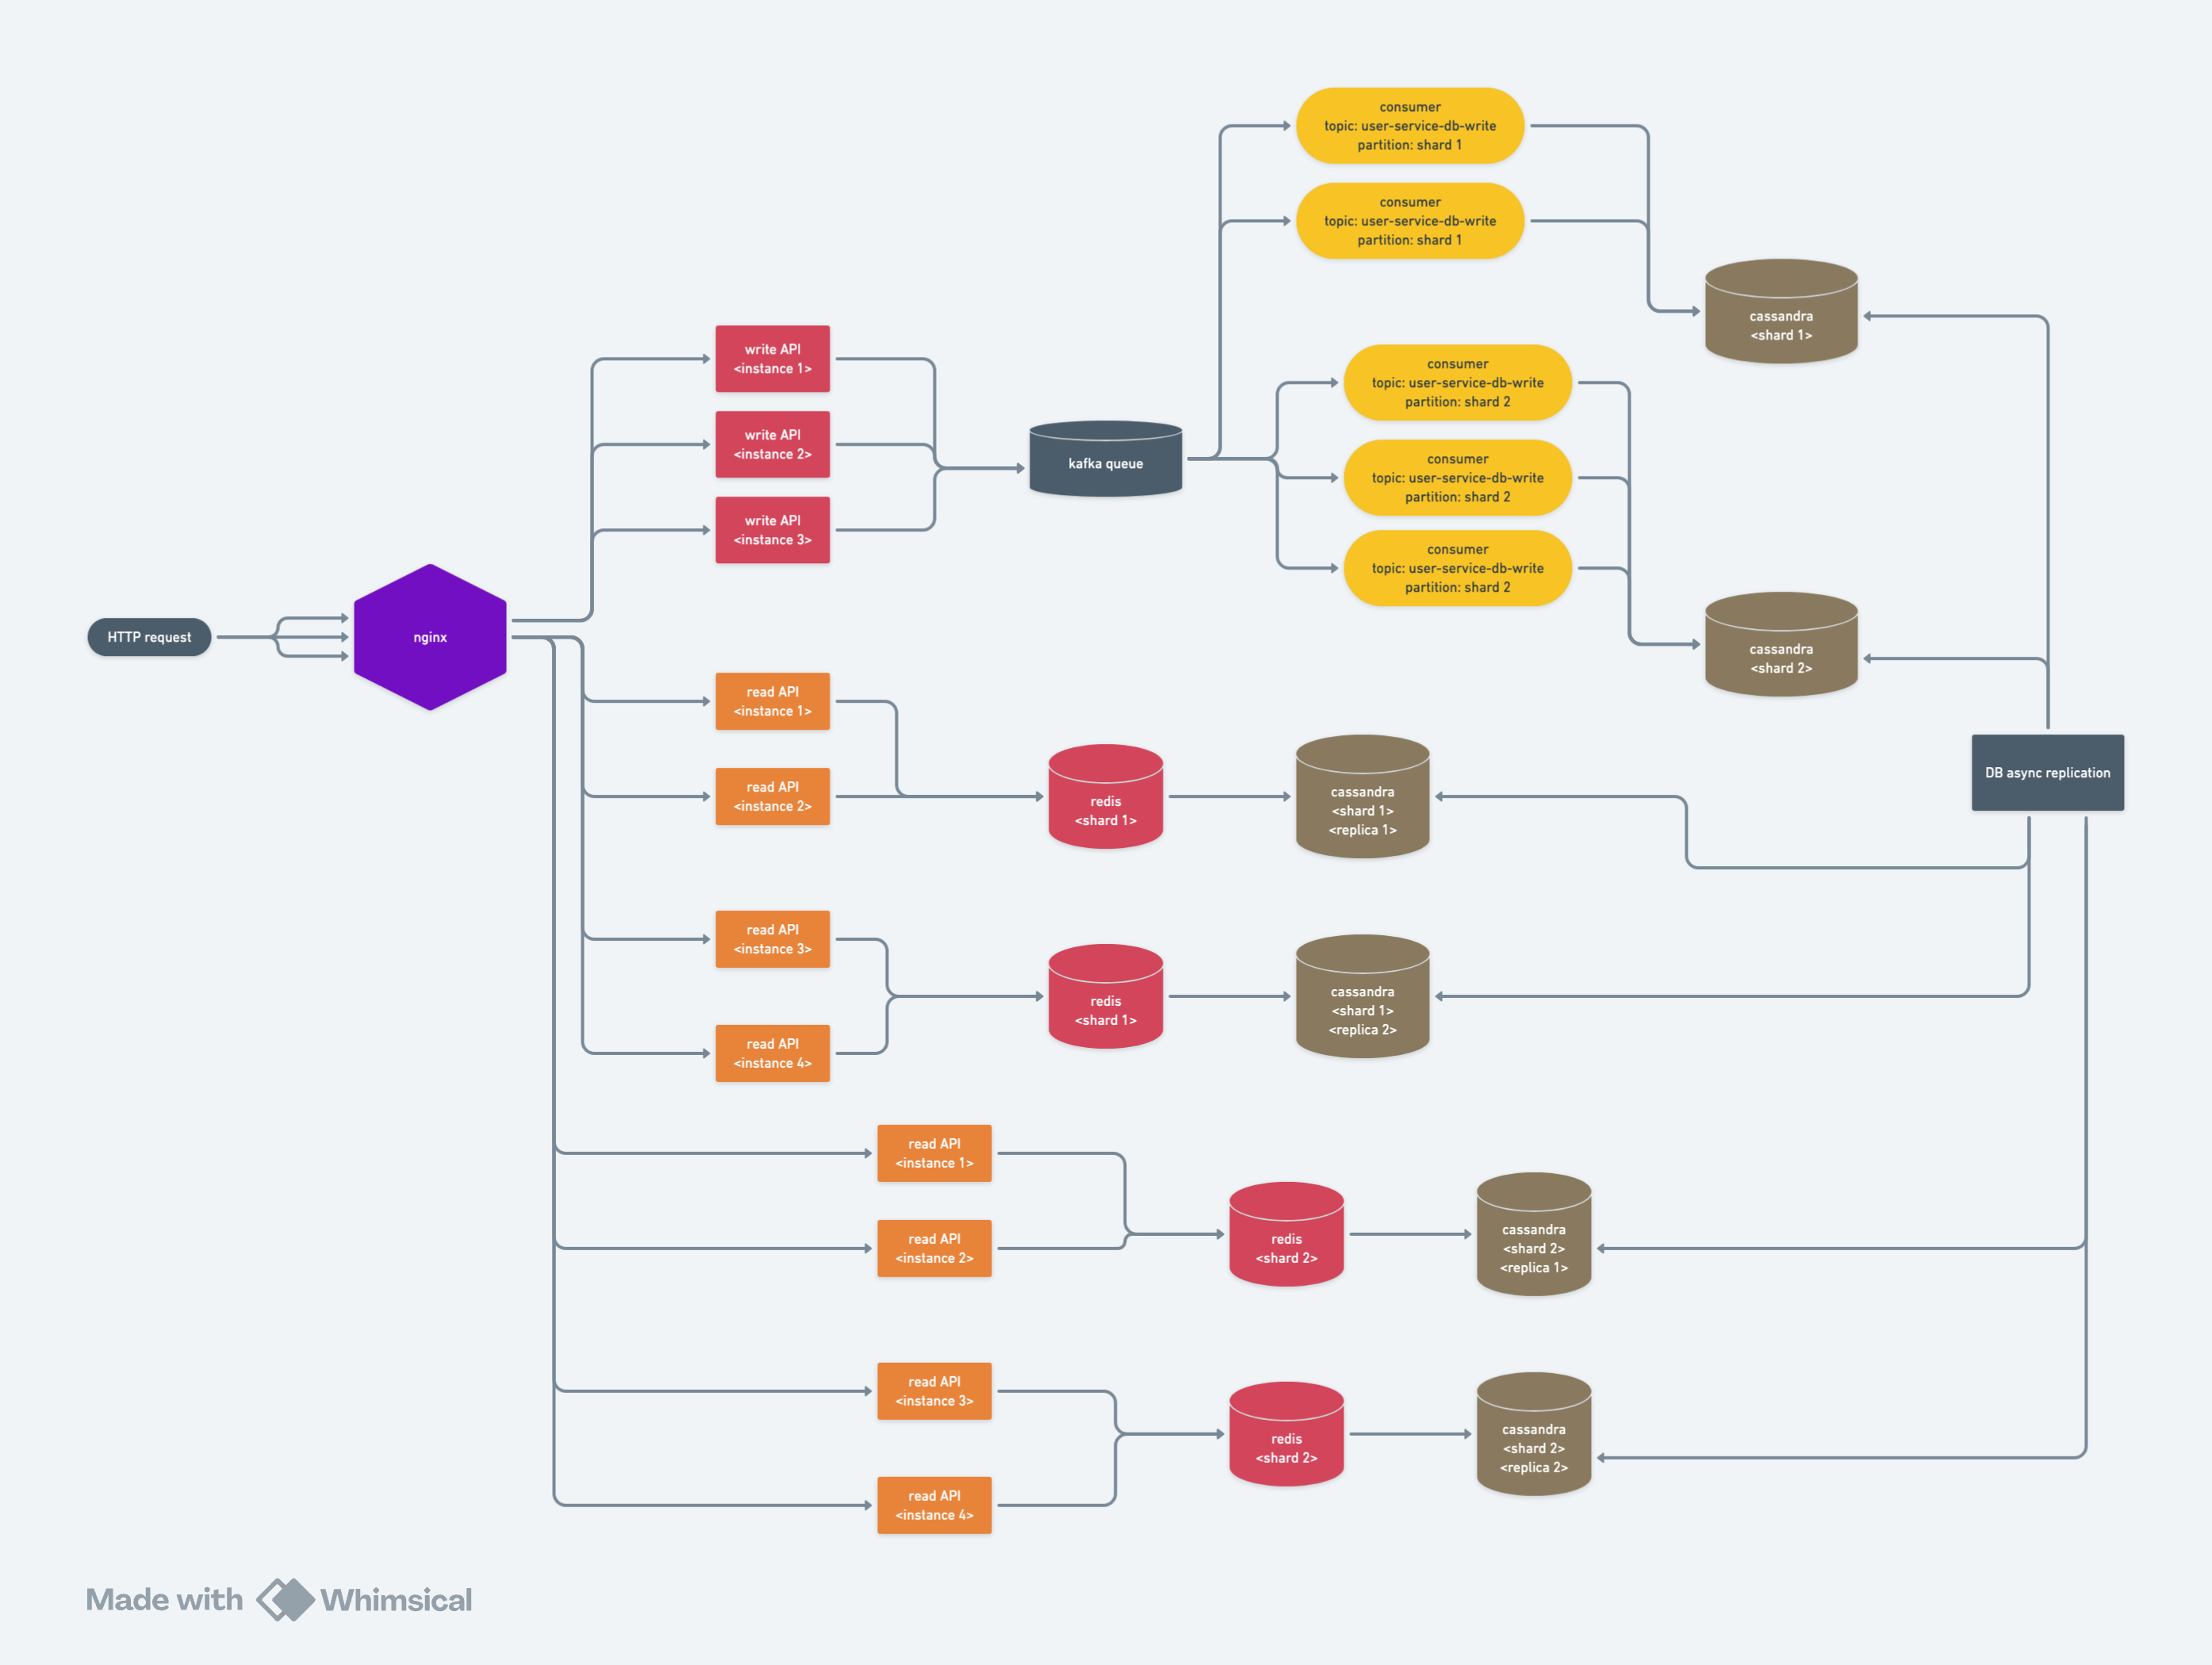 consumer
topic: user-service-db-write
partition: shard 1
consumer
topic: user-service-db-write
partition: shard 1
cassandra
<shard 1>
write API
<instance 1>
consumer
topic: user-service-db-write
partition: shard 2
write API
<instance 2>
kafka queue
consumer
topic: user-service-db-write
partition: shard 2
write API
<instance 3>
consumer
topic: user-service-db-write
partition: shard 2
HTTP request
nginx
cassandra
<shard 2>
read API
<instance 1>
DB async replication
read API
<instance 2>
redis
<shard 1>
cassandra
<shard 1>
<replica 1>
read API
<instance 3>
redis
<shard 1>
cassandra
<shard 1>
<replica 2>
read API
<instance 4>
read API
<instance 1>
read API
<instance 2>
redis
<shard 2>
cassandra
<shard 2>
<replica 1>
read API
<instance 3>
redis
<shard 2>
cassandra
<shard 2>
<replica 2>
read API
<instance 4>
Made with Whimsical